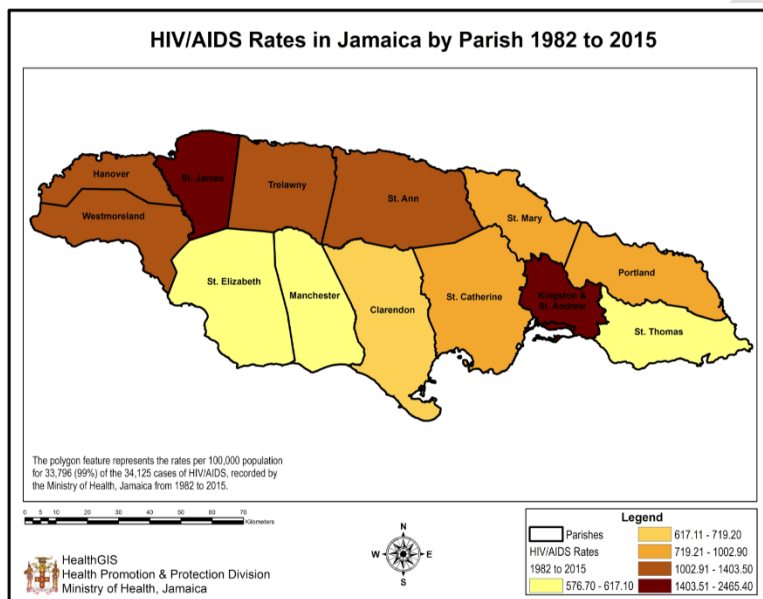 HIV/AIDS Rates in Jamaica by Parish 1982 to 2015
Hanover
St. James
Trelawny
St. Ann
Westmoreland
St. Mary
St. Elizabeth
Manchester
Clarendon
St. Catherine
Kingston &
St. Andrew
Portland
St. Thomas
The polygon feature represents the rates per 100,000 population
for 33,796 (99%) of the 34,125 cases of HIV/AIDS, recorded by
the Ministry of Health, Jamaica from 1982 to 2015.
0 5 10 20 30 40 50 60 70
Kilometers
N
W E
S
HealthGIS
Health Promotion & Protection Division
Ministry of Health, Jamaica
Legend
Parishes
HIV/AIDS Rates
1982 to 2015
576.70 - 617.10
617.11 - 719.20
719.21 - 1002.90
1002.91 - 1403.50
1403.51 - 2465.40